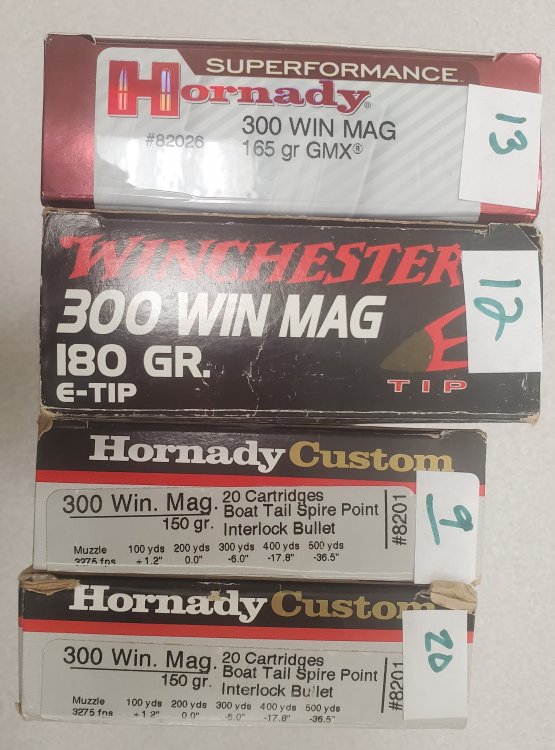 SUPERFORMANCE
Hornady®
300 WIN MAG
#82026 165 gr GMX®
13
WINCHESTER
300 WIN MAG
180 GR.
E-TIP
E
TIP
12
Hornady Custom
300 Win. Mag.
150 gr.
20 Cartridges
Boat Tail Spire Point
Interlock Bullet
#8201
9
Muzzle 100 yds 200 yds 300 yds 400 yds 500 yds
3275 fps +1.2" 0.0" -6.0" -17.8" -36.5"
Hornady Custom
300 Win. Mag.
150 gr.
20 Cartridges
Boat Tail Spire Point
Interlock Bullet
#8201
20
Muzzle 100 yds 200 yds 300 yds 400 yds 500 yds
3275 fps +1.2" 0.0" -6.0" -17.8" -36.5"